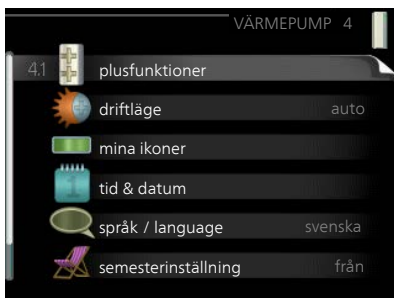 VÄRMEPUMP 4
4.1 plusfunktioner
driftläge auto
mina ikoner
tid & datum
språk / language svenska
semesterinställning från